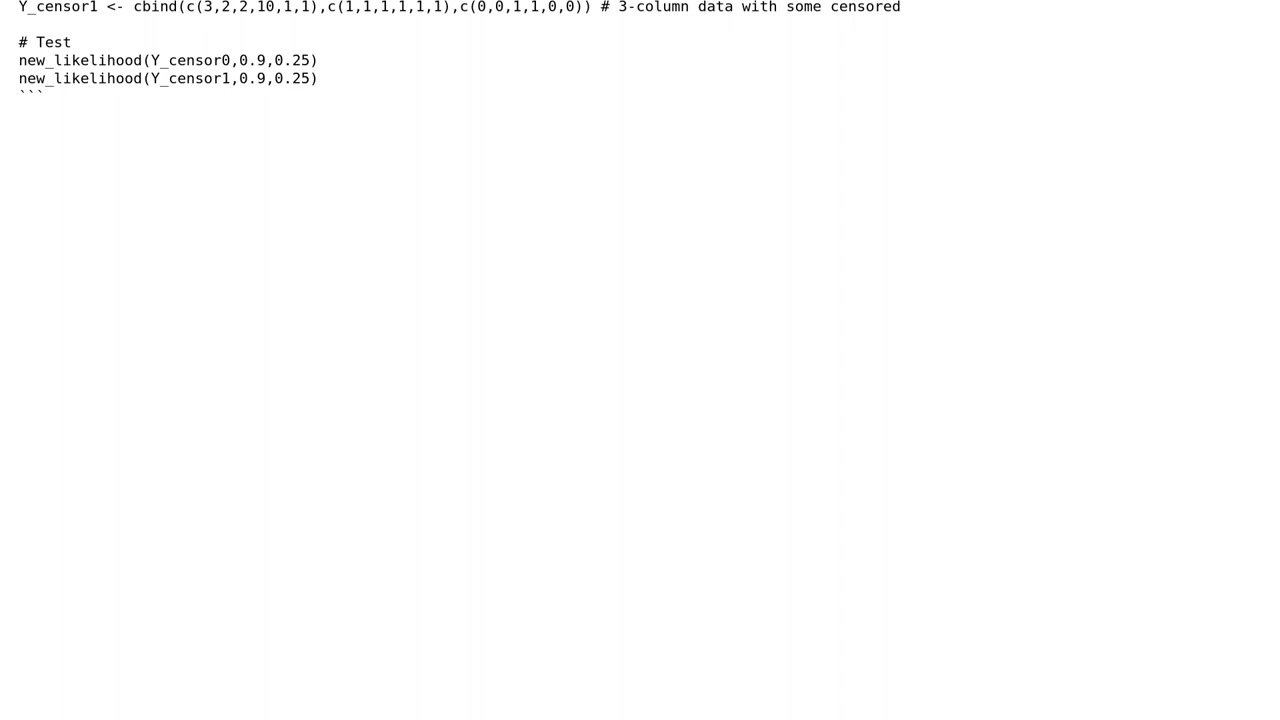 Y_censor1 <- cbind(c(3,2,2,10,1,1),c(1,1,1,1,1,1),c(0,0,1,1,0,0)) # 3-column data with some censored
# Test
new_likelihood(Y_censor0,0.9,0.25)
new_likelihood(Y_censor1,0.9,0.25)
```